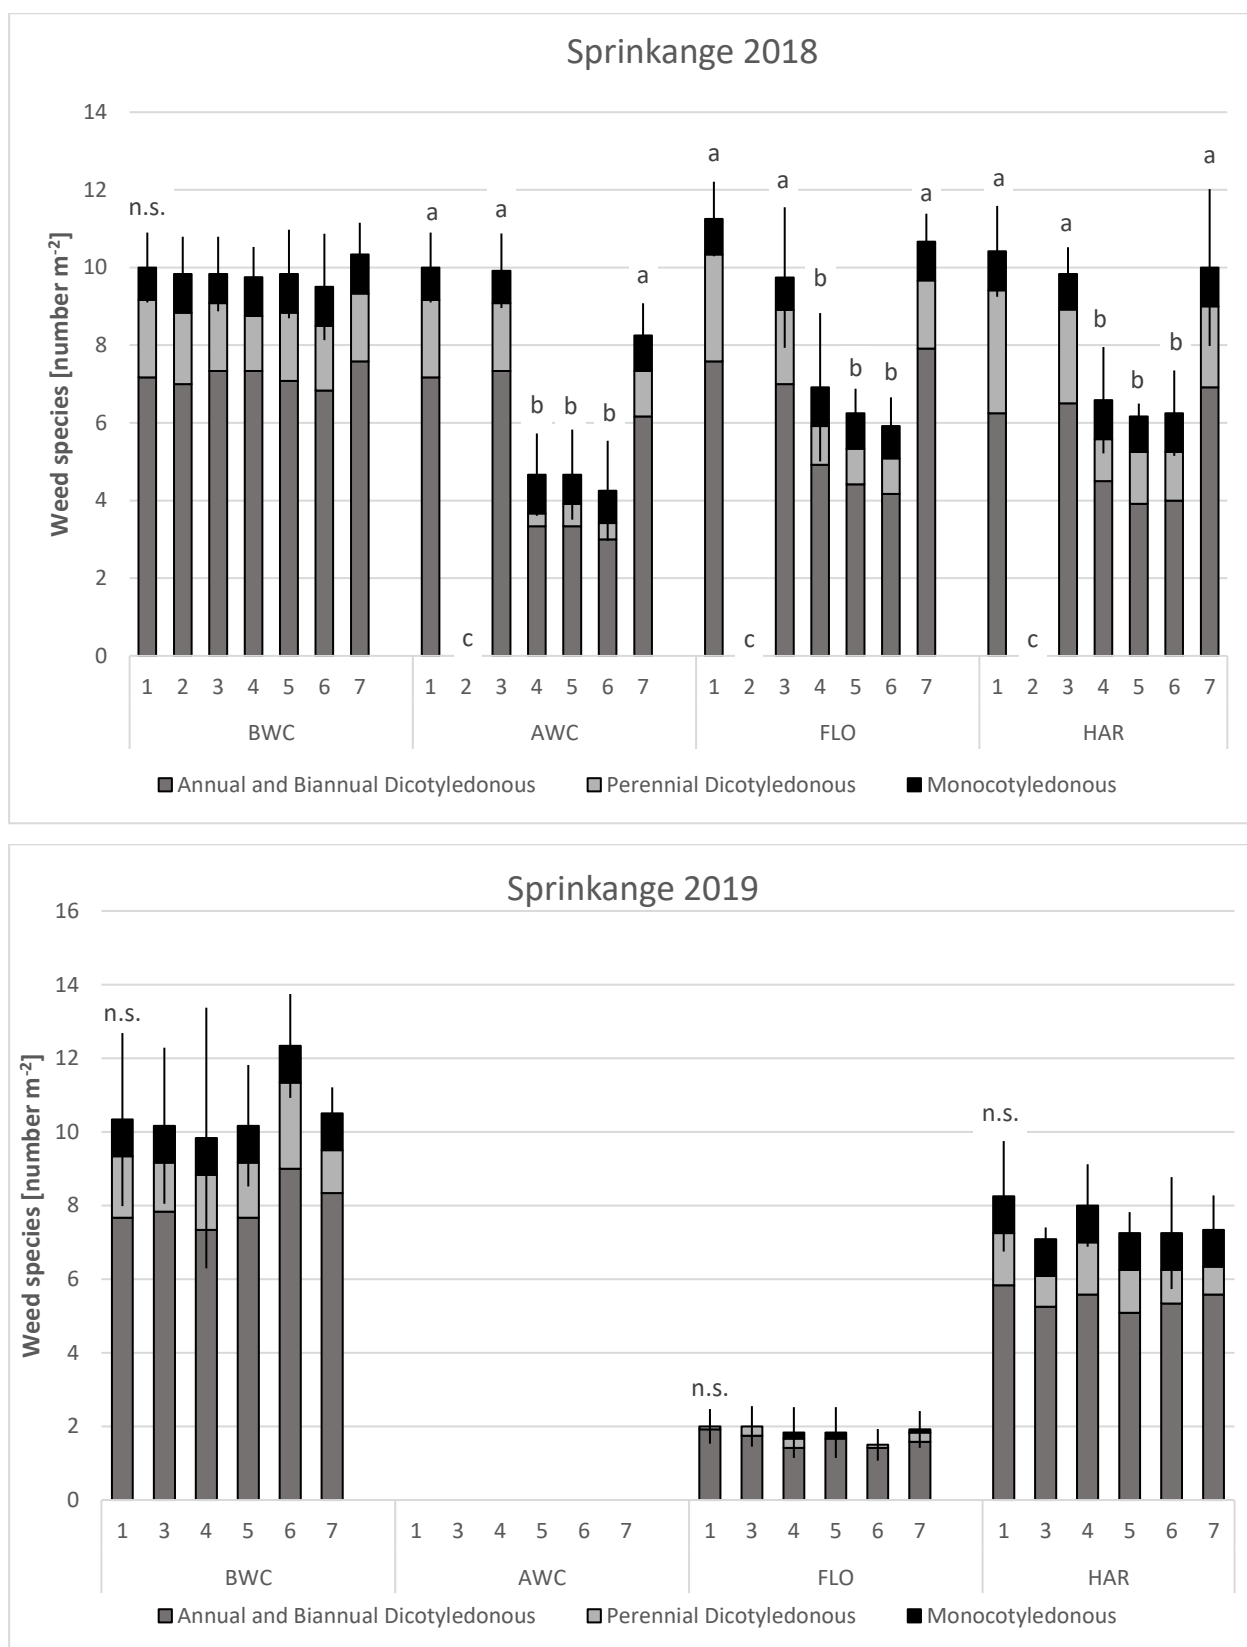 Sprinkange 2018
Weed species [number m-2]
14
12
10
8
6
4
2
0
n.s.
a a a b b b c
a a a b b b c
a a a b b b c
1 2 3 4 5 6 7 1 2 3 4 5 6 7 1 2 3 4 5 6 7 1 2 3 4 5 6 7
BWC AWC FLO HAR
Annual and Biannual Dicotyledonous Perennial Dicotyledonous Monocotyledonous
Sprinkange 2019
Weed species [number m-2]
16
14
12
10
8
6
4
2
0
n.s.
n.s.
n.s.
1 3 4 5 6 7 1 3 4 5 6 7 1 3 4 5 6 7 1 3 4 5 6 7
BWC AWC FLO HAR
Annual and Biannual Dicotyledonous Perennial Dicotyledonous Monocotyledonous